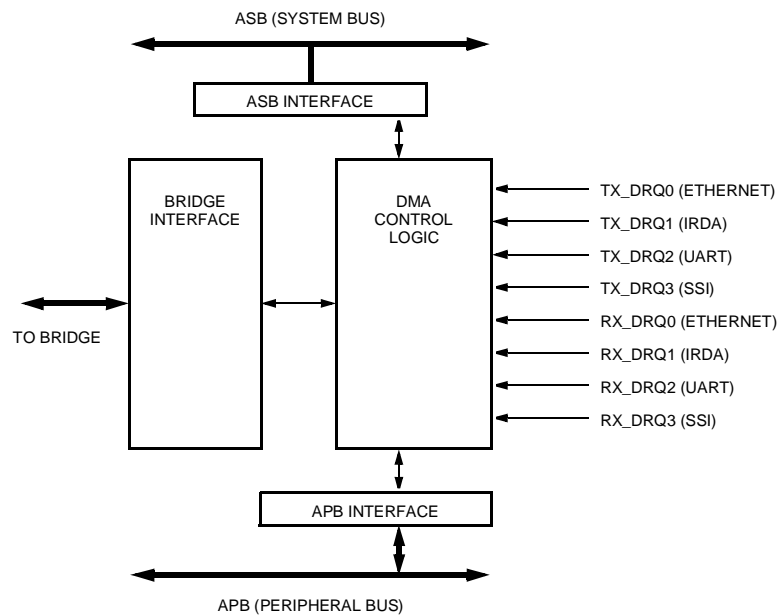 ASB (SYSTEM BUS)
ASB INTERFACE
BRIDGE
INTERFACE
DMA
CONTROL
LOGIC
TX_DRQ0 (ETHERNET)
TX_DRQ1 (IRDA)
TX_DRQ2 (UART)
TX_DRQ3 (SSI)
RX_DRQ0 (ETHERNET)
RX_DRQ1 (IRDA)
RX_DRQ2 (UART)
RX_DRQ3 (SSI)
TO BRIDGE
APB INTERFACE
APB (PERIPHERAL BUS)